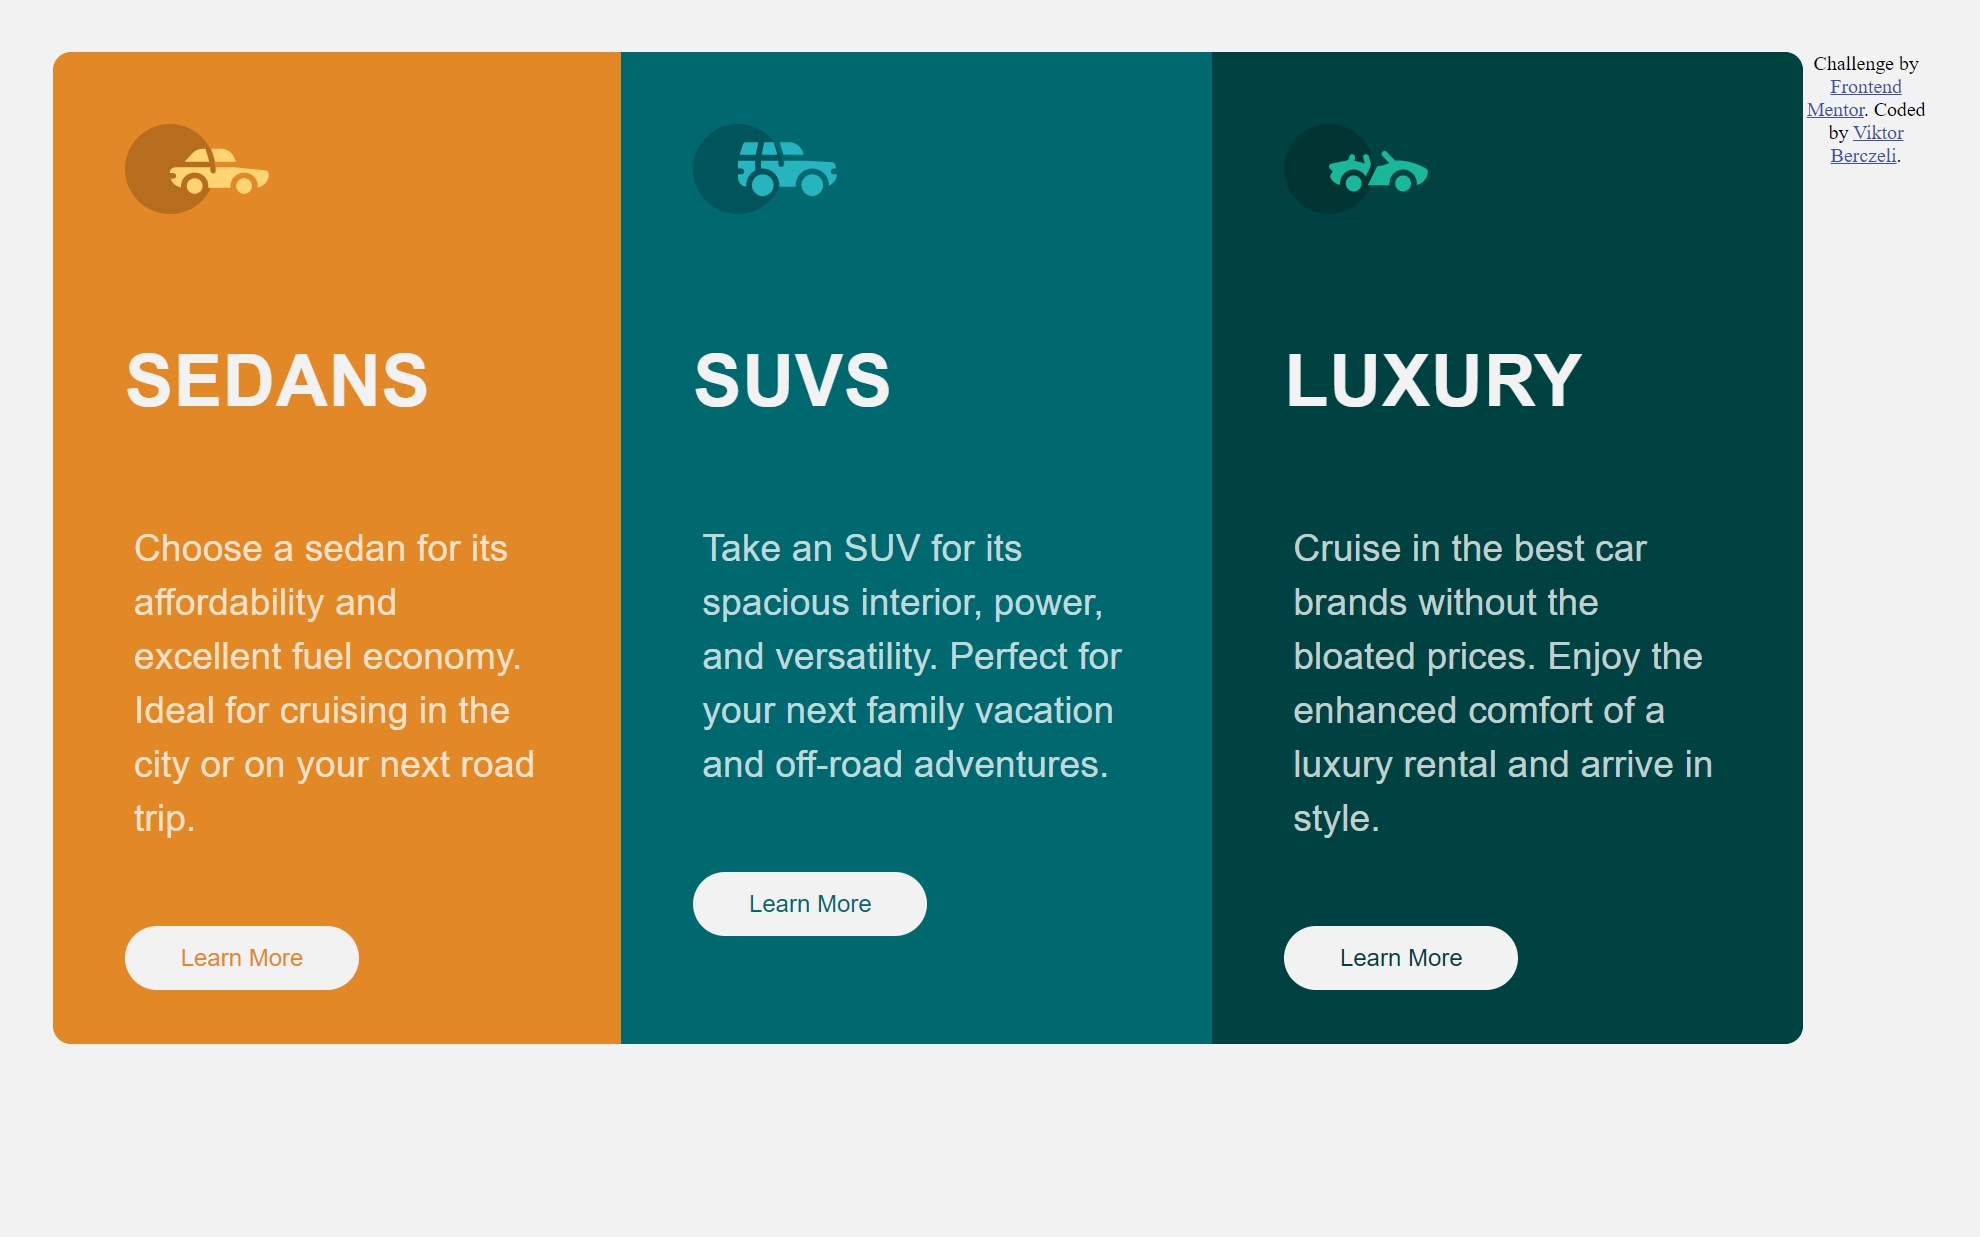 SEDANS
Choose a sedan for its
affordability and
excellent fuel economy.
Ideal for cruising in the
city or on your next road
trip.
Learn More
SUVS
Take an SUV for its
spacious interior, power,
and versatility. Perfect for
your next family vacation
and off-road adventures.
Learn More
LUXURY
Cruise in the best car
brands without the
bloated prices. Enjoy the
enhanced comfort of a
luxury rental and arrive in
style.
Learn More
Challenge by
Frontend
Mentor. Coded
by Viktor
Berczeli.